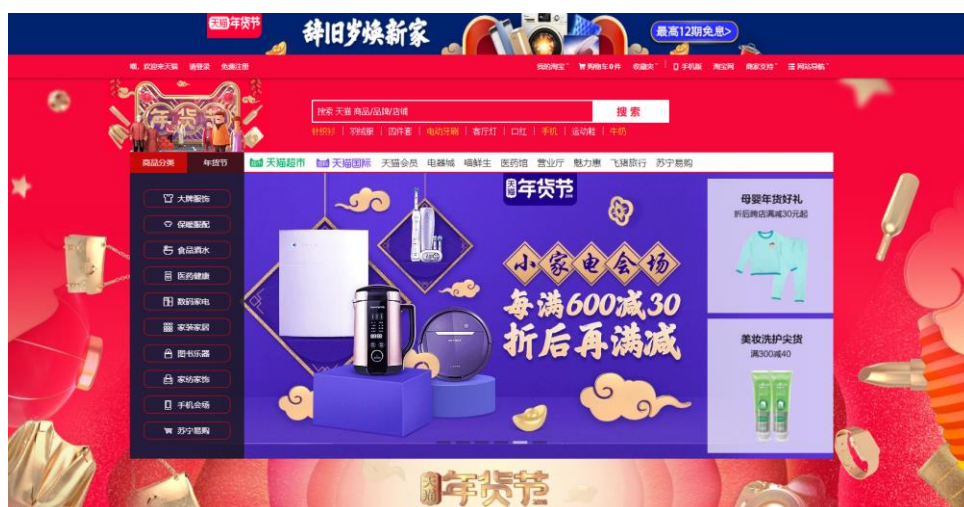 天猫年货节
辞旧岁焕新家
最高12期免息>
喵,欢迎来天猫 请登录 免费注册
我的淘宝 购物车0件 收藏夹 手机版 淘宝网 商家支持 网站导航
年货节
搜索 天猫 商品/品牌/店铺
搜索
针织衫 | 羽绒服 | 四件套 | 电动牙刷 | 客厅灯 | 口红 | 手机 | 运动鞋 | 牛奶
商品分类 年货节 天猫超市 天猫国际 天猫会员 电器城 喵鲜生 医药馆 营业厅 魅力惠 飞猪旅行 苏宁易购
大牌服饰
保暖服配
食品酒水
医药健康
数码家电
家装家居
图书乐器
家纺家饰
手机会场
苏宁易购
天猫年货节
小家电会场
每满600减30
折后再满减
母婴年货好礼
折后跨店满减30元起
美妆洗护尖货
满300减40
天猫年货节